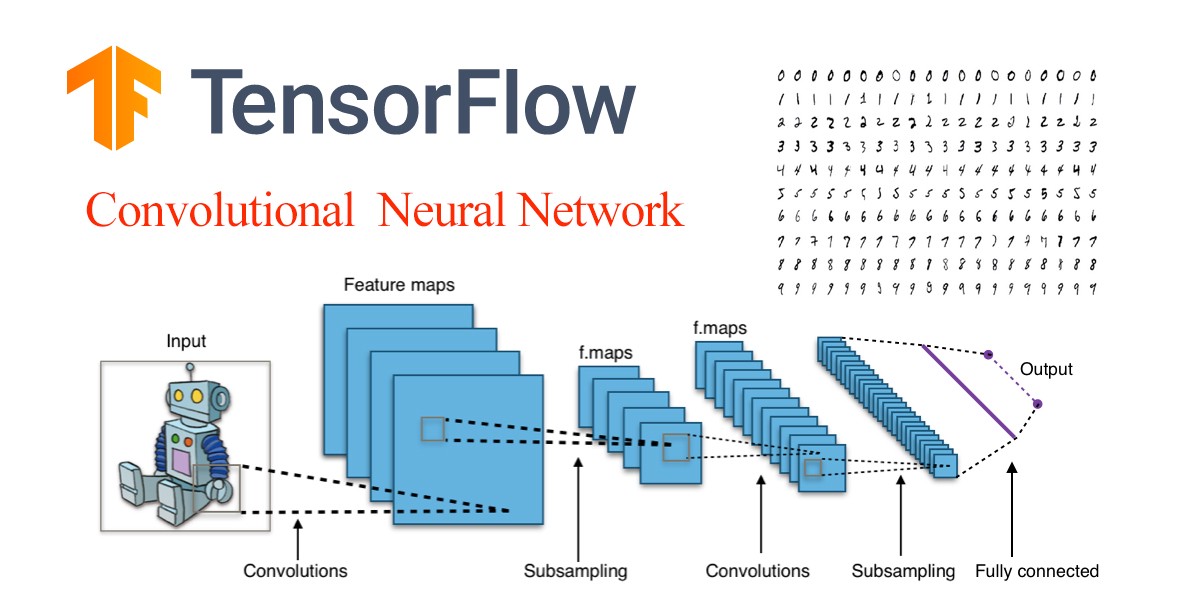 TensorFlow
Convolutional Neural Network
0 0 0 0 0 0 0 0 0 0 0 0 0 0 0 0 0 0 0 0
1 1 1 1 1 1 1 1 1 1 1 1 1 1 1 1 1 1 1 1
2 2 2 2 2 2 2 2 2 2 2 2 2 2 2 2 2 2 2 2
3 3 3 3 3 3 3 3 3 3 3 3 3 3 3 3 3 3 3 3
4 4 4 4 4 4 4 4 4 4 4 4 4 4 4 4 4 4 4 4
5 5 5 5 5 5 5 5 5 5 5 5 5 5 5 5 5 5 5 5
6 6 6 6 6 6 6 6 6 6 6 6 6 6 6 6 6 6 6 6
7 7 7 7 7 7 7 7 7 7 7 7 7 7 7 7 7 7 7 7
8 8 8 8 8 8 8 8 8 8 8 8 8 8 8 8 8 8 8 8
9 9 9 9 9 9 9 9 9 9 9 9 9 9 9 9 9 9 9 9
Feature maps
Input
f.maps
f.maps
Output
Convolutions
Subsampling
Convolutions
Subsampling
Fully connected